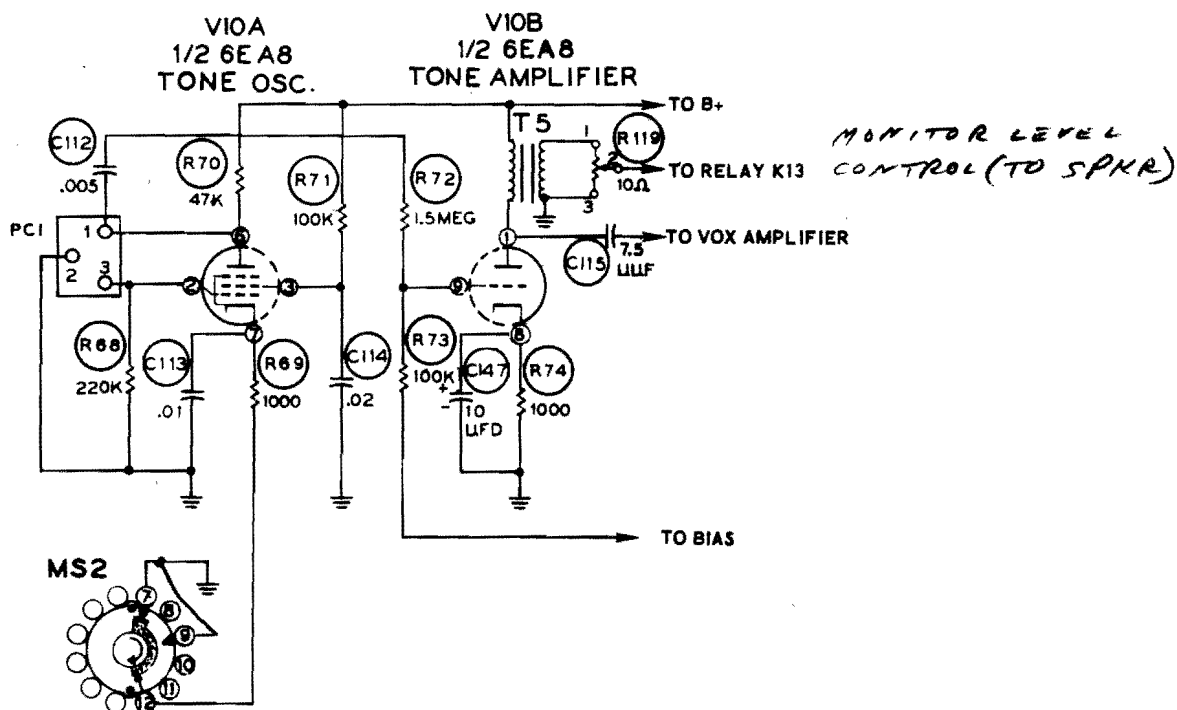 V10A
1/2 6EA8
TONE OSC.
V10B
1/2 6EA8
TONE AMPLIFIER
TO B+
T5
1
2
3
R119
10Ω
TO RELAY K13
MONITOR LEVEL
CONTROL (TO SPKR)
C112
.005
R70
47K
R71
100K
R72
1.5MEG
PC1
1
2
3
6
2
3
7
1
9
8
C115
7.5
UUF
TO VOX AMPLIFIER
R68
220K
C113
.01
R69
1000
C114
.02
R73
100K
C147
+
-
10
UFD
R74
1000
TO BIAS
MS2
7
8
9
10
11
12